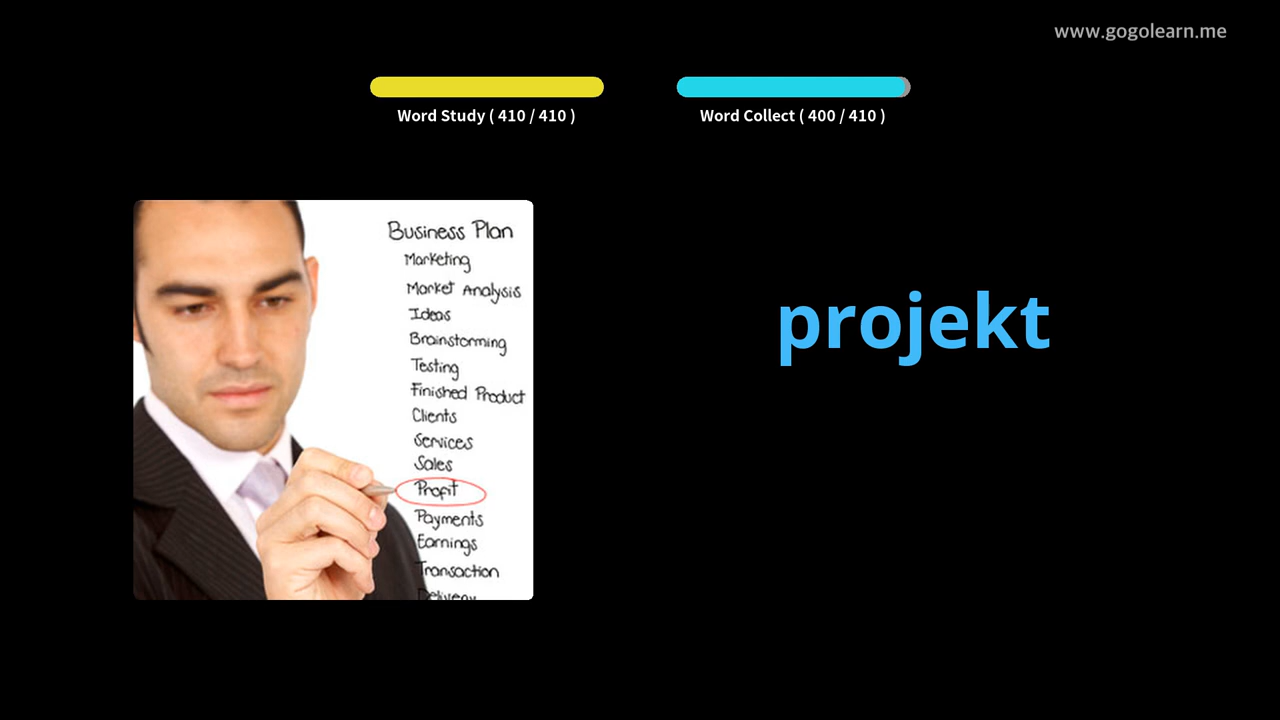 www.gogolearn.me
Word Study ( 410 / 410 )
Word Collect ( 400 / 410 )
Business Plan
Marketing
Market Analysis
Ideas
Brainstorming
Testing
Finished Product
Clients
Services
Sales
Profit
Payments
Earnings
Transaction
Delivery
projekt